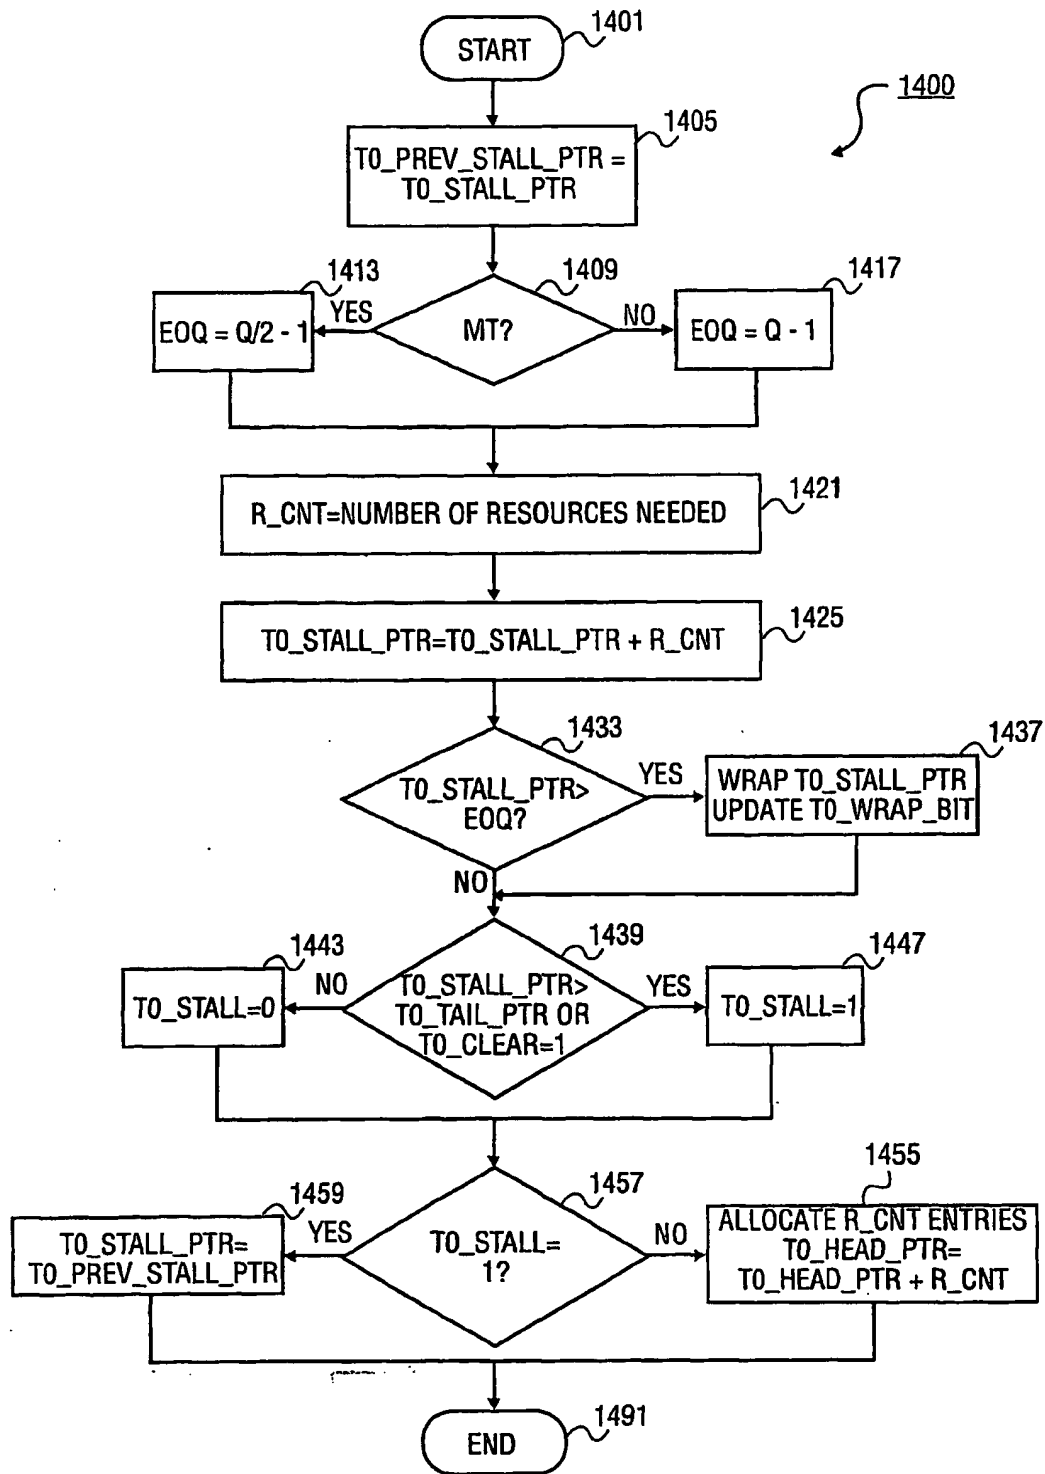 1401
START
1400
1405
T0_PREV_STALL_PTR =
T0_STALL_PTR
1413
1409
1417
EOQ = Q/2 - 1
YES
MT?
NO
EOQ = Q - 1
1421
R_CNT=NUMBER OF RESOURCES NEEDED
1425
T0_STALL_PTR=T0_STALL_PTR + R_CNT
1433
1437
T0_STALL_PTR>
EOQ?
YES
WRAP T0_STALL_PTR
UPDATE T0_WRAP_BIT
NO
1443
1439
1447
T0_STALL=0
NO
T0_STALL_PTR>
T0_TAIL_PTR OR
T0_CLEAR=1
YES
T0_STALL=1
1459
1457
1455
T0_STALL_PTR=
T0_PREV_STALL_PTR
YES
T0_STALL=
1?
NO
ALLOCATE R_CNT ENTRIES
T0_HEAD_PTR=
T0_HEAD_PTR + R_CNT
1491
END